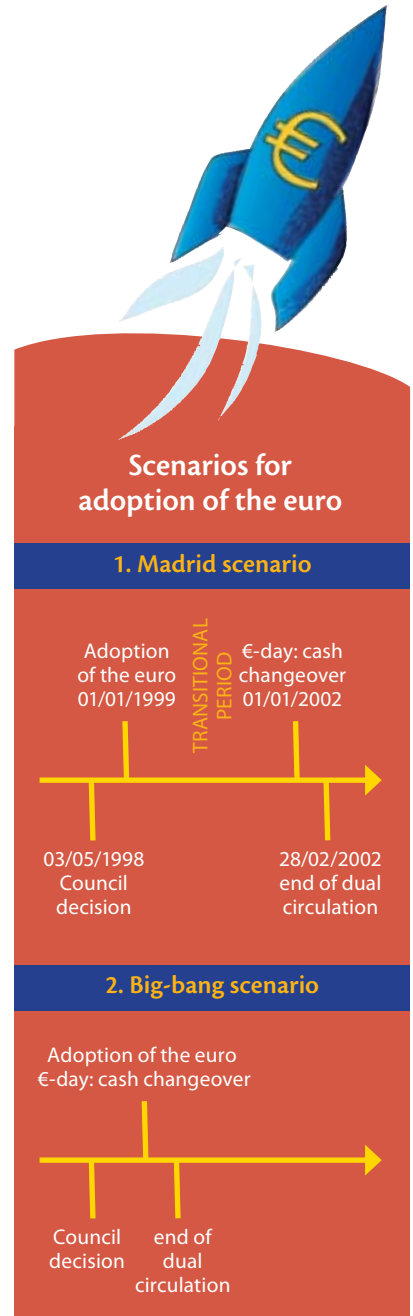 €
Scenarios for
adoption of the euro
1. Madrid scenario
Adoption
of the euro
01/01/1999
TRANSITIONAL
PERIOD
€-day: cash
changeover
01/01/2002
03/05/1998
Council
decision
28/02/2002
end of dual
circulation
2. Big-bang scenario
Adoption of the euro
€-day: cash changeover
Council
decision
end of
dual
circulation